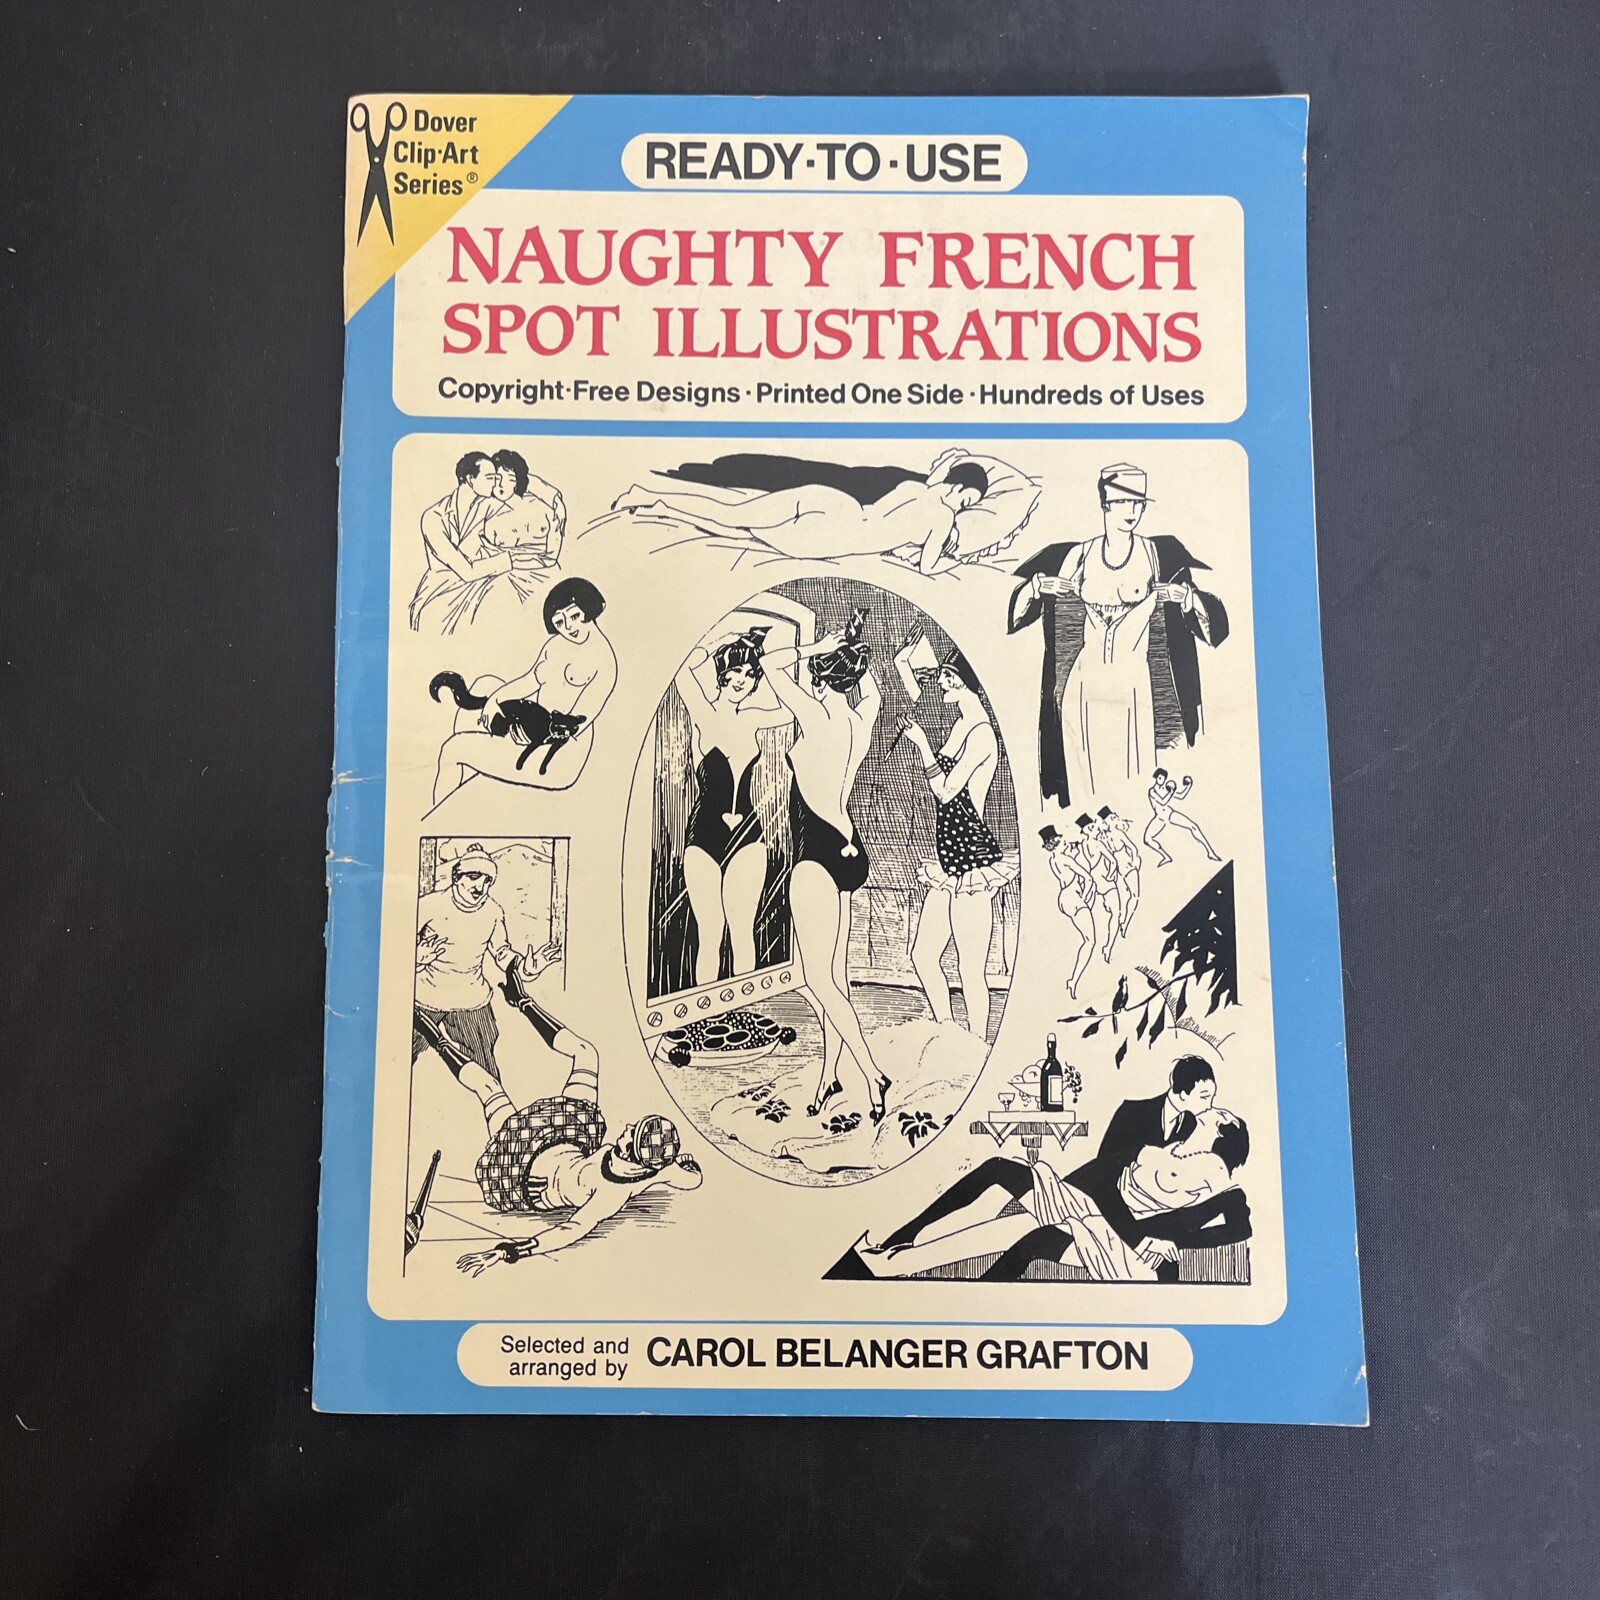 Dover
Clip·Art
Series®
READY·TO·USE
NAUGHTY FRENCH
SPOT ILLUSTRATIONS
Copyright·Free Designs · Printed One Side · Hundreds of Uses
Selected and
arranged by CAROL BELANGER GRAFTON